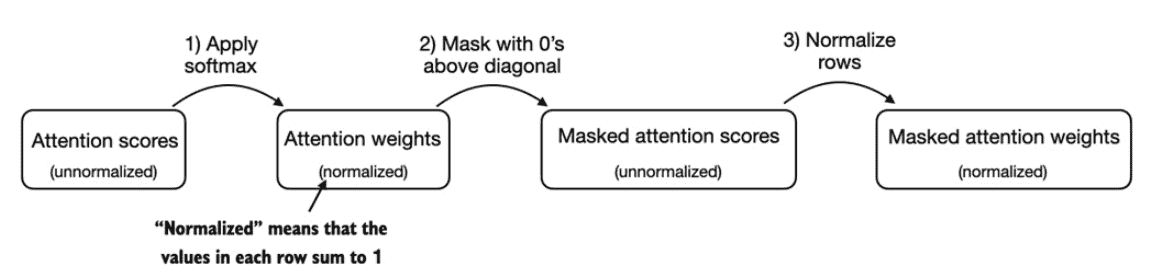 1) Apply
softmax
2) Mask with 0's
above diagonal
3) Normalize
rows
Attention scores
(unnormalized)
Attention weights
(normalized)
Masked attention scores
(unnormalized)
Masked attention weights
(normalized)
“Normalized” means that the
values in each row sum to 1